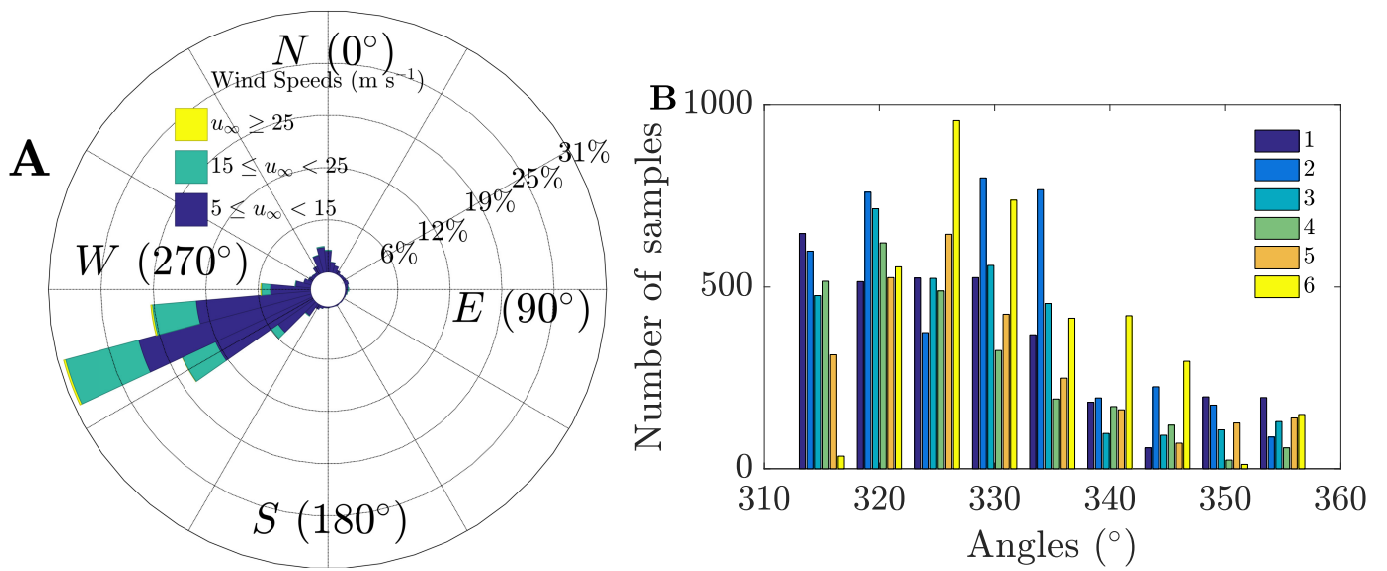 A
N (0°)
Wind Speeds (m s⁻¹)
u∞ ≥ 25
15 ≤ u∞ < 25
5 ≤ u∞ < 15
31%
25%
19%
12%
6%
W (270°)
E (90°)
S (180°)
B
1000
500
0
Number of samples
1
2
3
4
5
6
310 320 330 340 350 360
Angles (°)